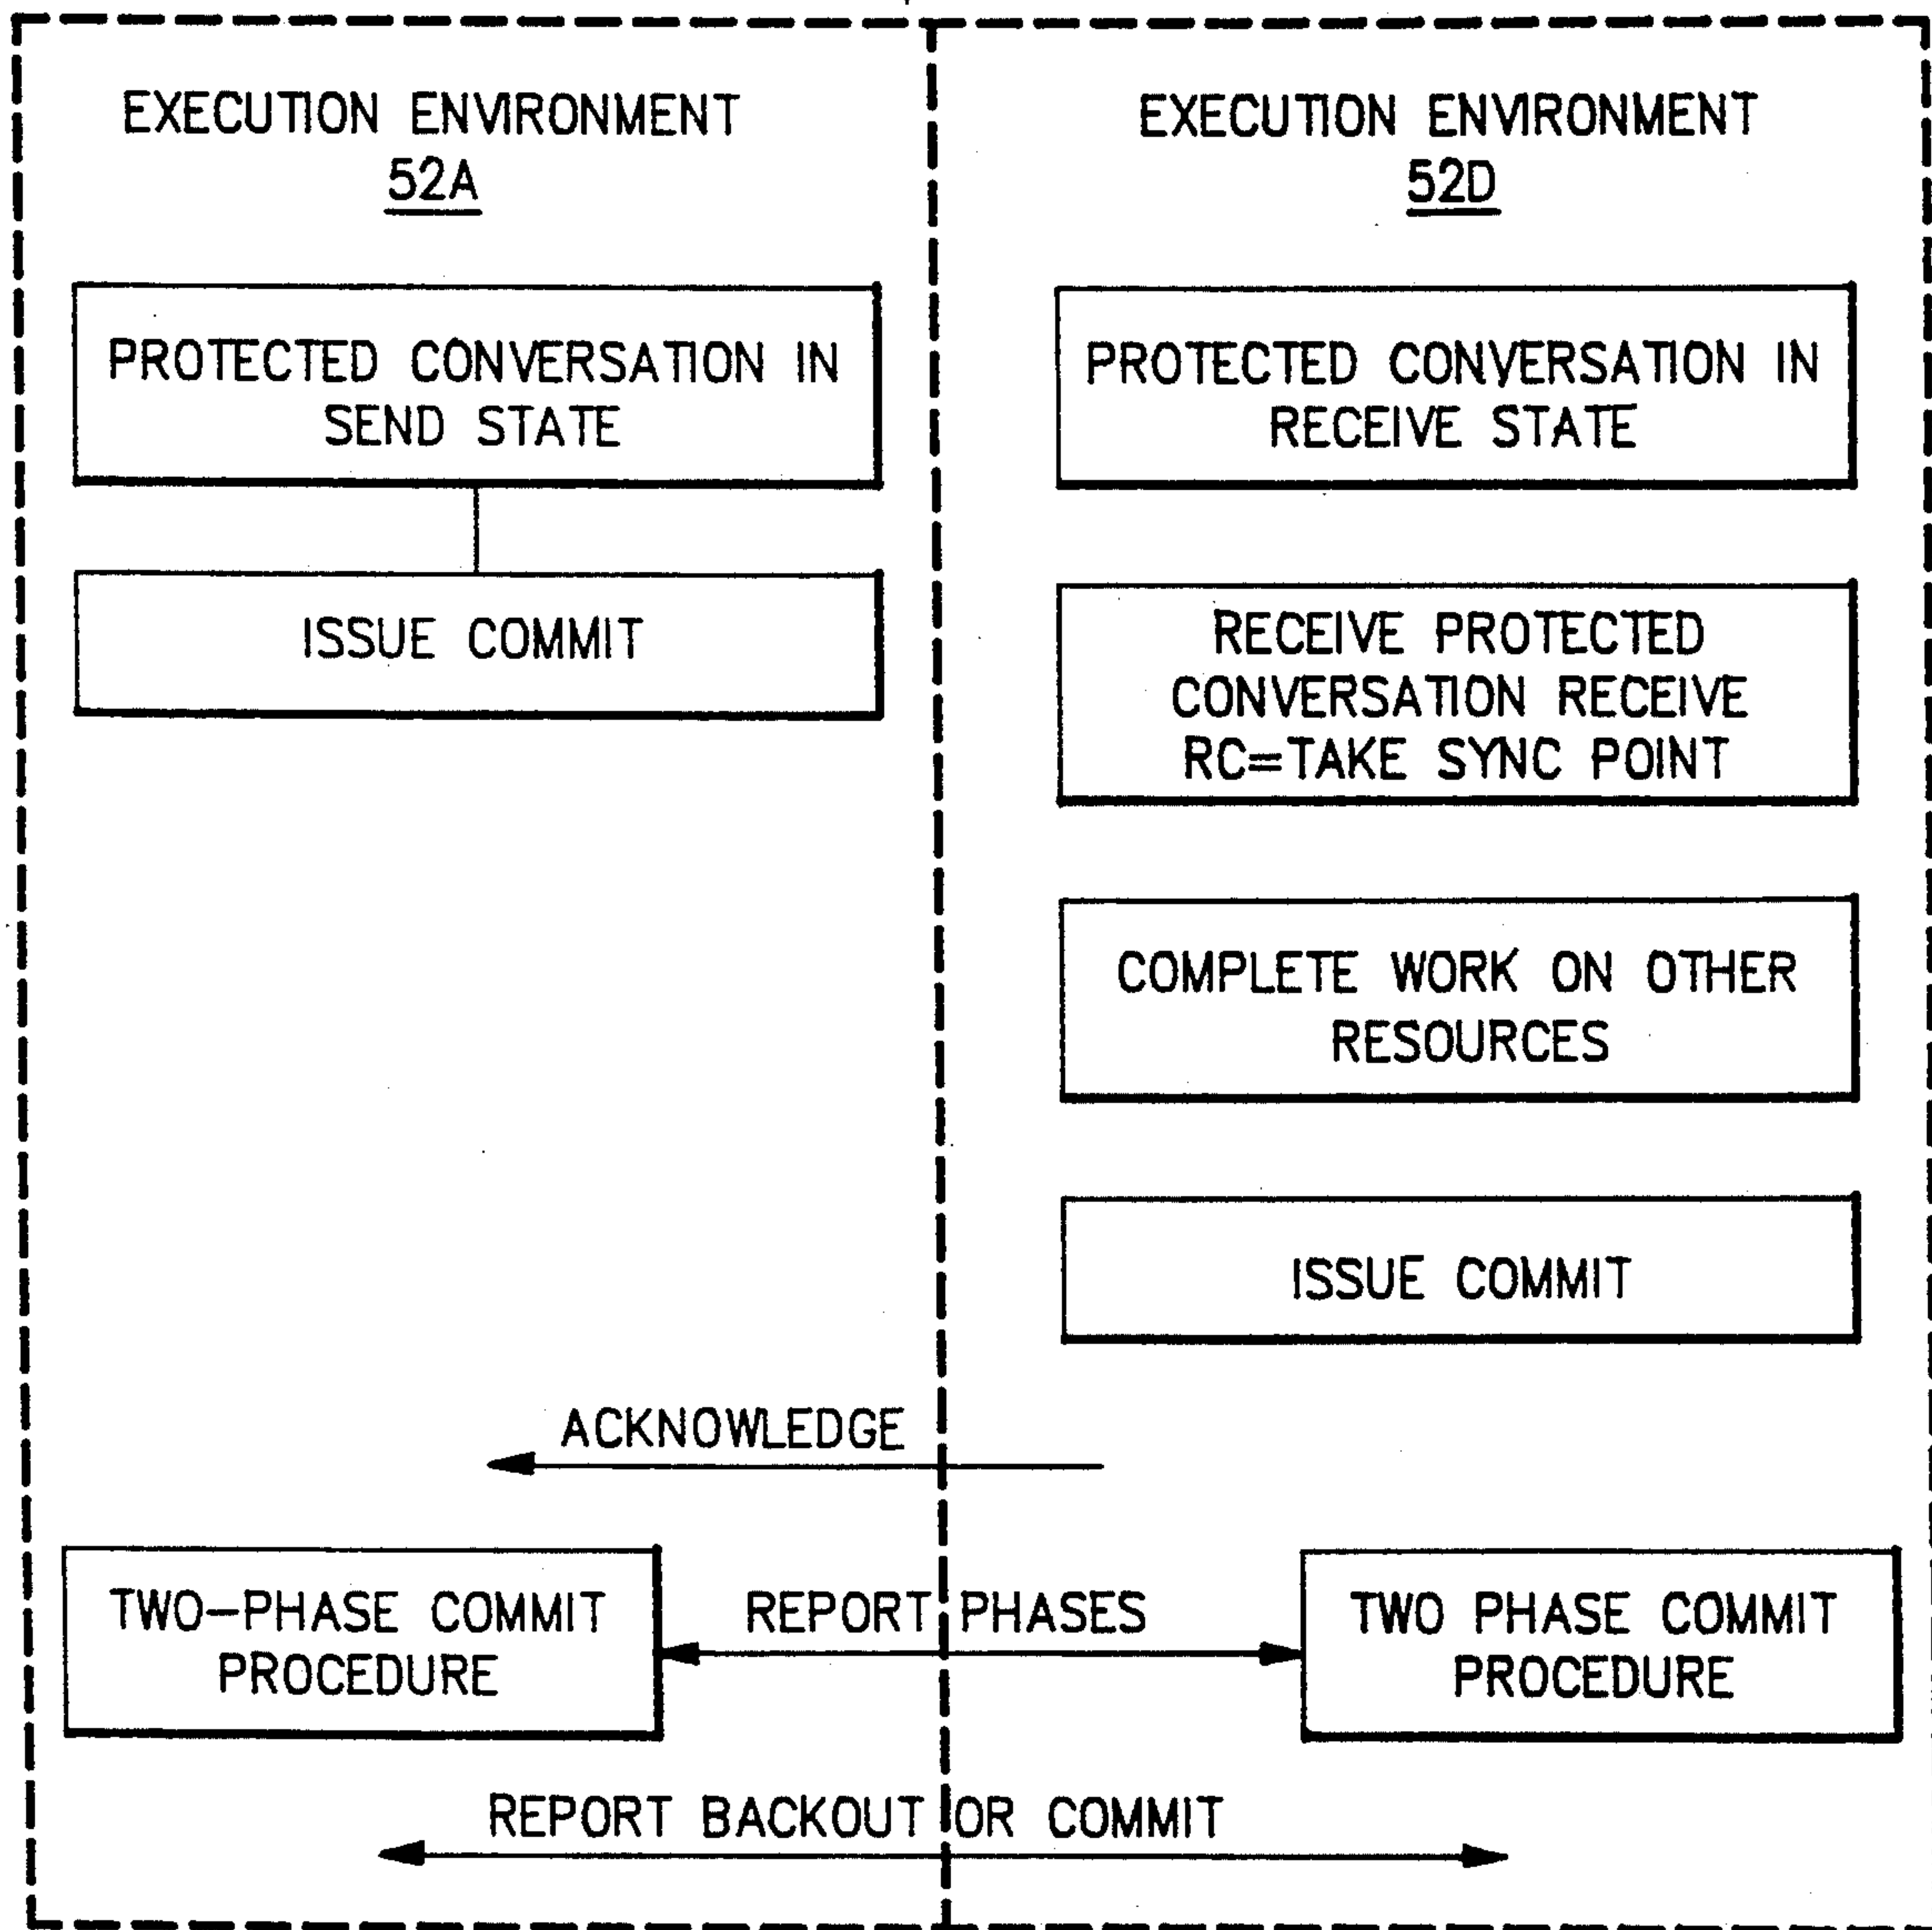 EXECUTION ENVIRONMENT
52A
PROTECTED CONVERSATION IN
SEND STATE
ISSUE COMMIT
EXECUTION ENVIRONMENT
52D
PROTECTED CONVERSATION IN
RECEIVE STATE
RECEIVE PROTECTED
CONVERSATION RECEIVE
RC=TAKE SYNC POINT
COMPLETE WORK ON OTHER
RESOURCES
ISSUE COMMIT
ACKNOWLEDGE
TWO-PHASE COMMIT
PROCEDURE
REPORT PHASES
TWO PHASE COMMIT
PROCEDURE
REPORT BACKOUT OR COMMIT